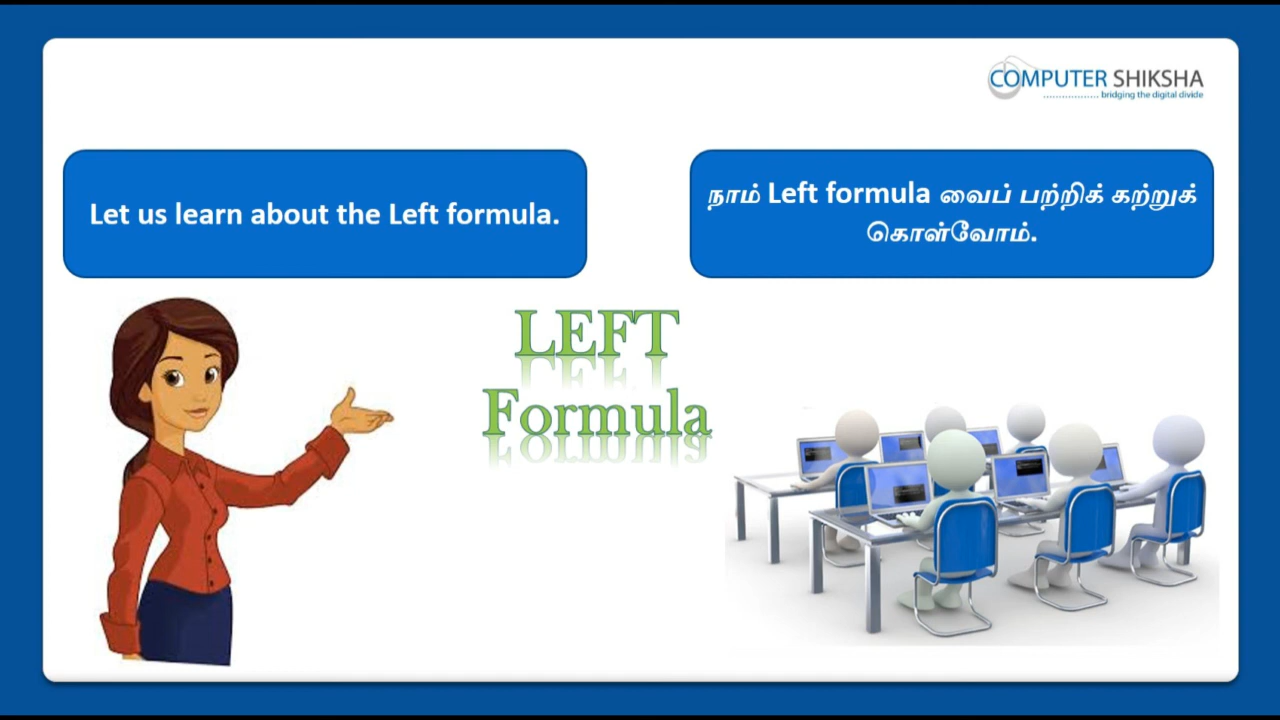 COMPUTER SHIKSHA
.................. bridging the digital divide
Let us learn about the Left formula.
நாம் Left formula வைப் பற்றிக் கற்றுக்
கொள்வோம்.
LEFT
Formula